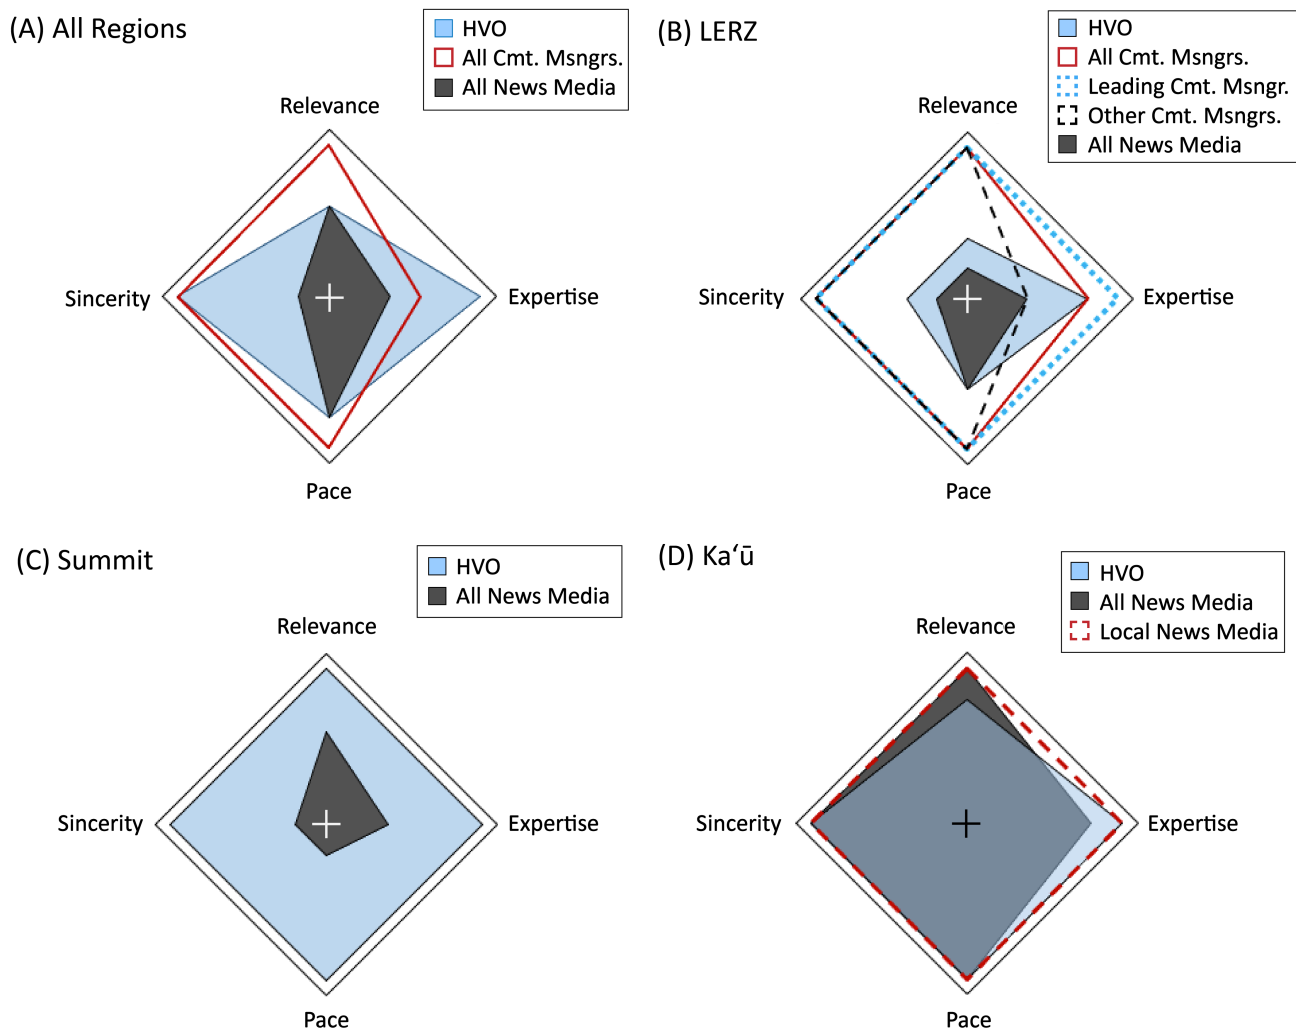 (A) All Regions
HVO
All Cmt. Msngrs.
All News Media
Relevance
Sincerity
Expertise
Pace
(B) LERZ
HVO
All Cmt. Msngrs.
Leading Cmt. Msngr.
Other Cmt. Msngrs.
All News Media
Relevance
Sincerity
Expertise
Pace
(C) Summit
HVO
All News Media
Relevance
Sincerity
Expertise
Pace
(D) Kaʻū
HVO
All News Media
Local News Media
Relevance
Sincerity
Expertise
Pace